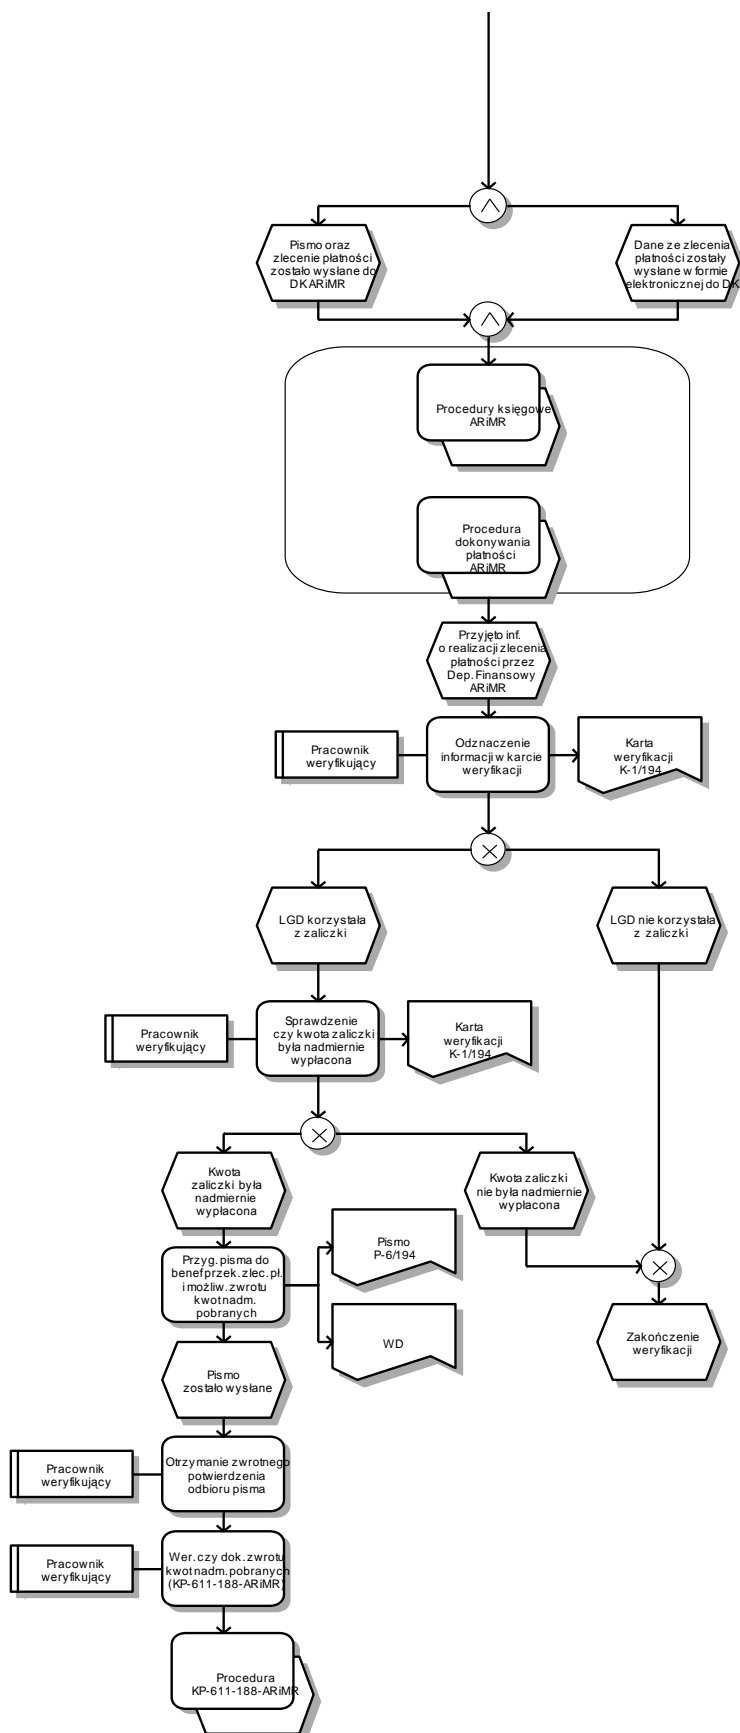 Pismo oraz
zlecenie płatności
zostało wysłane do
DKARiMR
Dane ze zlecenia
płatności zostały
wysłane w formie
elektronicznej do DK
Procedury księgowe
ARiMR
Procedura
dokonywania
płatności
ARiMR
Przyjęto inf.
o realizacji zlecenia
płatności przez
Dep. Finansowy
ARiMR
Pracownik
weryfikujący
Odznaczenie
informacji w karcie
weryfikacji
Karta
weryfikacji
K-1/194
LGD korzystała
z zaliczki
LGD nie korzystała
z zaliczki
Pracownik
weryfikujący
Sprawdzenie
czy kwota zaliczki
była nadmiernie
wypłacona
Karta
weryfikacji
K-1/194
Kwota
zaliczki była
nadmiernie
wypłacona
Kwota zaliczki
nie była nadmiernie
wypłacona
Przyg. pisma do
benef przek. zlec. pł.
i możliw. zwrotu
kwot nadm.
pobranych
Pismo
P-6/194
WD
Zakończenie
weryfikacji
Pismo
zostało wysłane
Pracownik
weryfikujący
Otrzymanie zwrotnego
potwierdzenia
odbioru pisma
Pracownik
weryfikujący
Wer. czy dok. zwrotu
kwot nadm. pobranych
(KP-611-188-ARiMR)
Procedura
KP-611-188-ARiMR